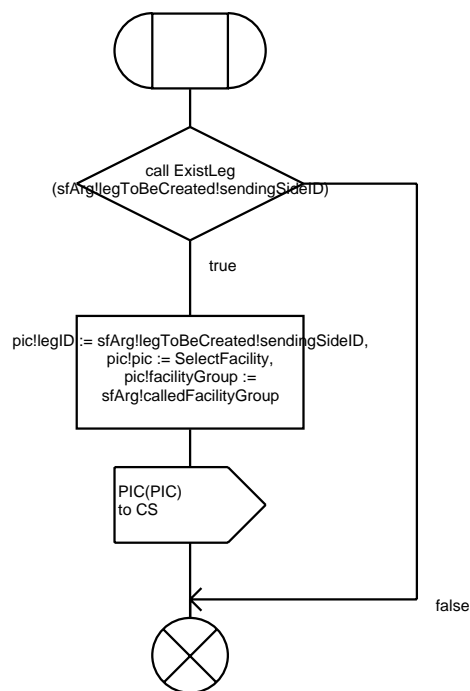 call ExistLeg
(sfArg!legToBeCreated!sendingSideID)
true
pic!legID := sfArg!legToBeCreated!sendingSideID,
pic!pic := SelectFacility,
pic!facilityGroup :=
sfArg!calledFacilityGroup
PIC(PIC)
to CS
false